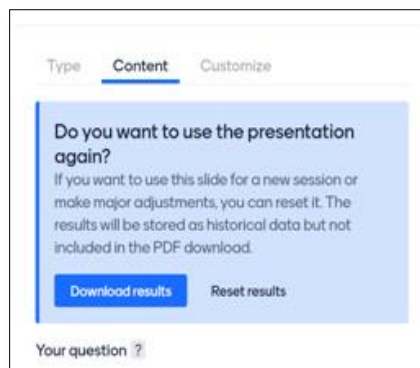 Type Content Customize
Do you want to use the presentation
again?
If you want to use this slide for a new session or
make major adjustments, you can reset it. The
results will be stored as historical data but not
included in the PDF download.
Download results Reset results
Your question ?